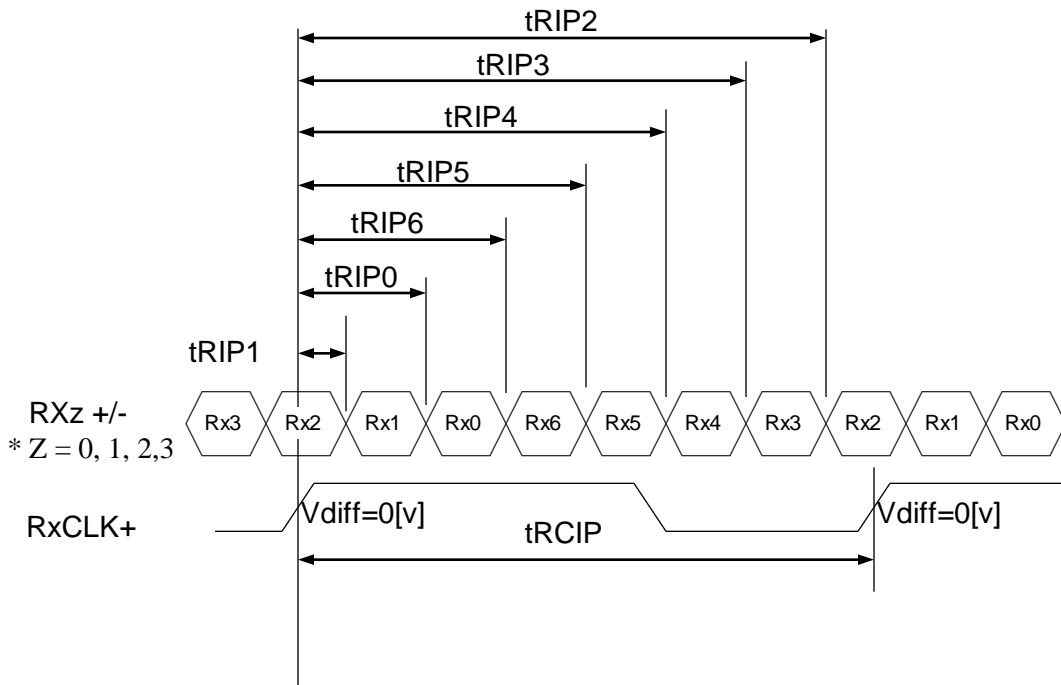 tRIP2
tRIP3
tRIP4
tRIP5
tRIP6
tRIP0
tRIP1
RXz +/-
* Z = 0, 1, 2,3
Rx3 Rx2 Rx1 Rx0 Rx6 Rx5 Rx4 Rx3 Rx2 Rx1 Rx0
RxCLK+
Vdiff=0[v] Vdiff=0[v]
tRCIP